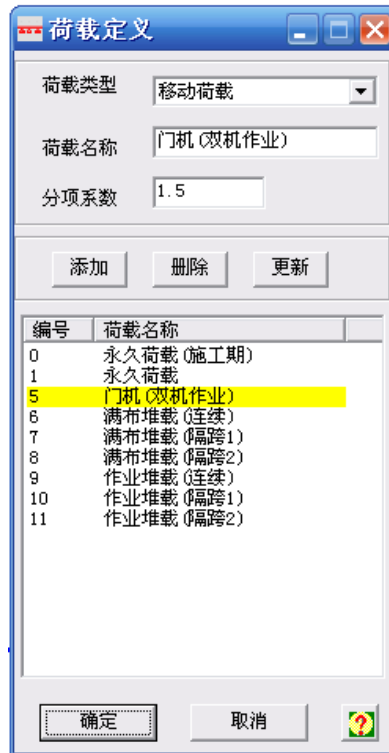 荷载定义
荷载类型 移动荷载
荷载名称 门机(双机作业)
分项系数 1.5
添加 删除 更新
编号 荷载名称
0 永久荷载(施工期)
1 永久荷载
5 门机(双机作业)
6 满布堆载(连续)
7 满布堆载(隔跨1)
8 满布堆载(隔跨2)
9 作业堆载(连续)
10 作业堆载(隔跨1)
11 作业堆载(隔跨2)
确定 取消 ?